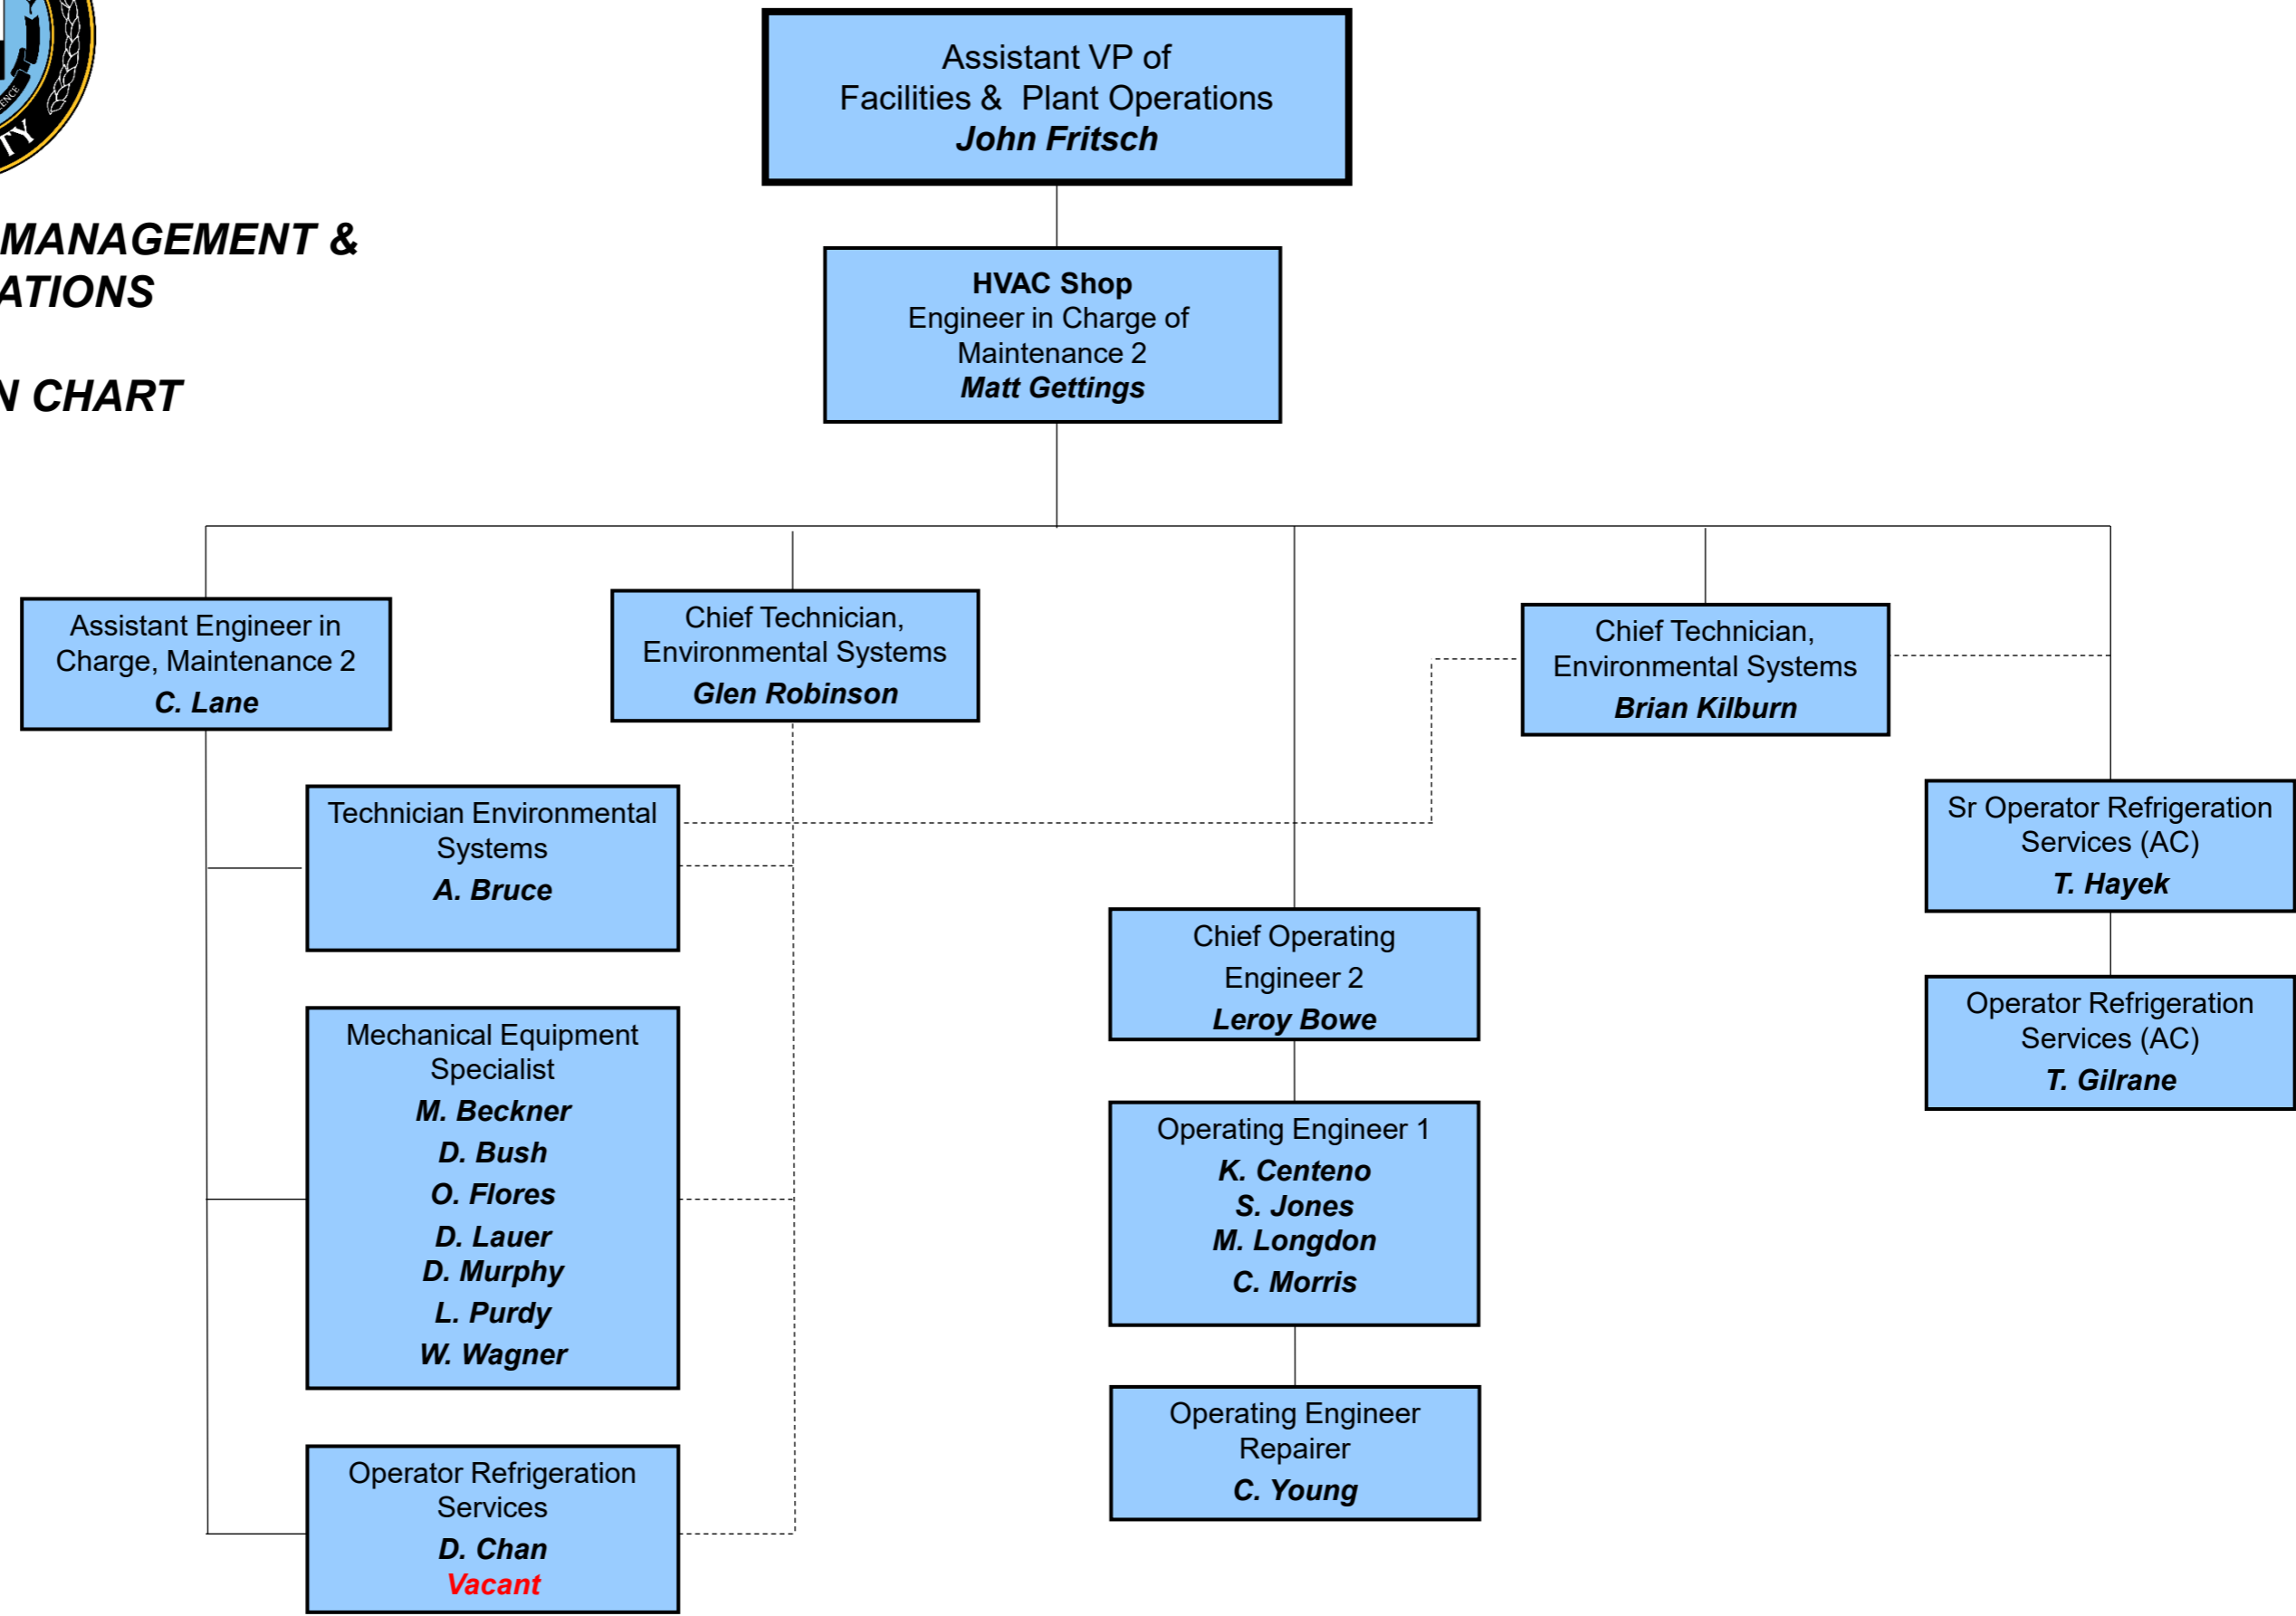 MANAGEMENT &
N CHART
Assistant VP of
Facilities & Plant Operations
John Fritsch
HVAC Shop
Engineer in Charge of
Maintenance 2
Matt Gettings
Assistant Engineer in
Charge, Maintenance 2
C. Lane
Chief Technician,
Environmental Systems
Glen Robinson
Chief Technician,
Environmental Systems
Brian Kilburn
Technician Environmental
Systems
A. Bruce
Mechanical Equipment
Specialist
M. Beckner
D. Bush
O. Flores
D. Lauer
D. Murphy
L. Purdy
W. Wagner
Operator Refrigeration
Services
D. Chan
Vacant
Chief Operating
Engineer 2
Leroy Bowe
Operating Engineer 1
K. Centeno
S. Jones
M. Longdon
C. Morris
Operating Engineer
Repairer
C. Young
Sr Operator Refrigeration
Services (AC)
T. Hayek
Operator Refrigeration
Services (AC)
T. Gilrane